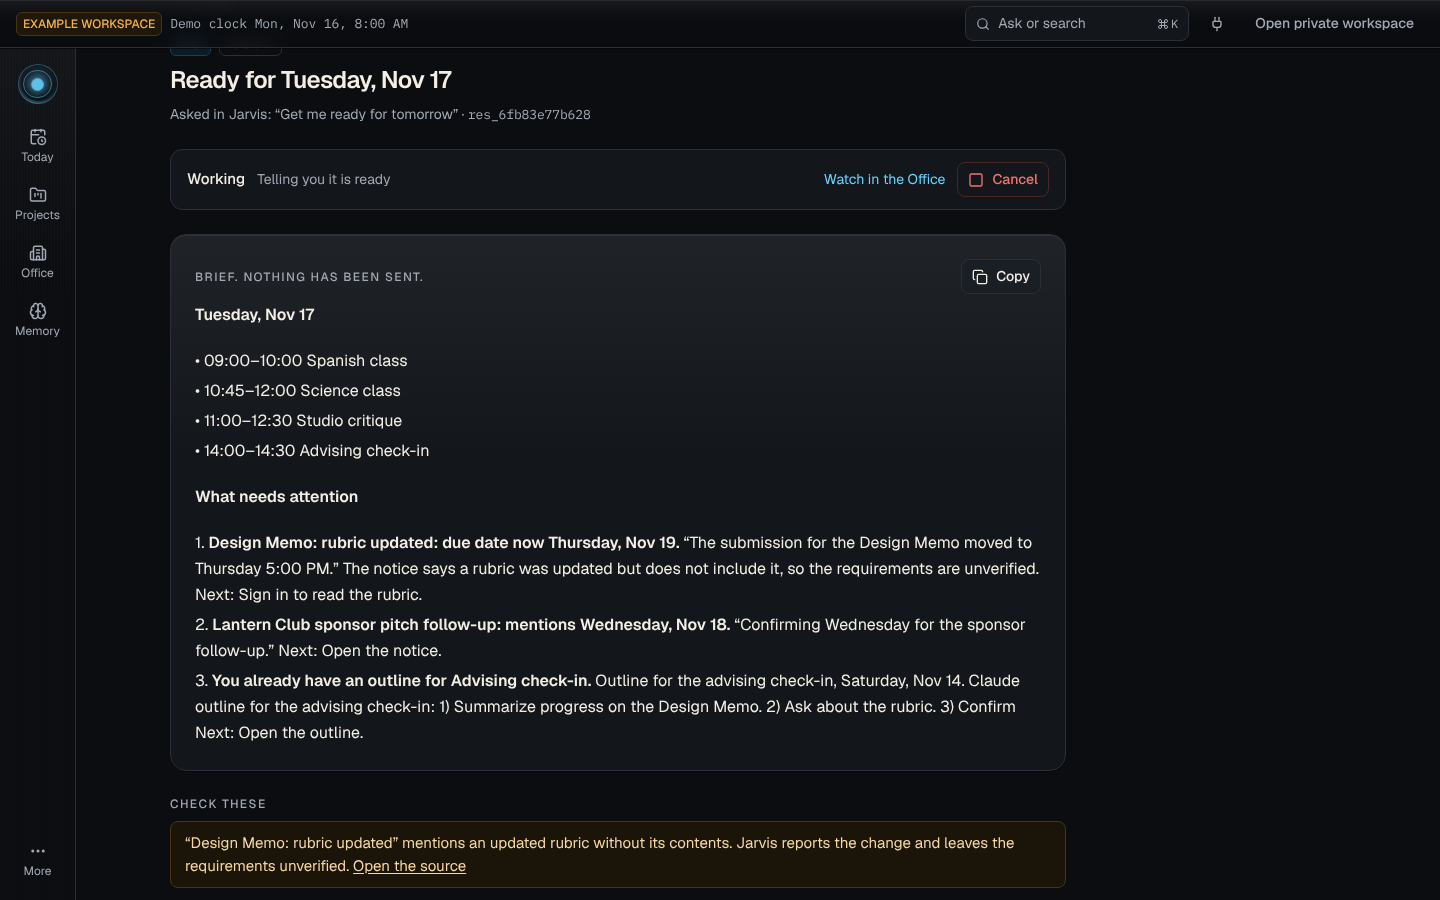 EXAMPLE WORKSPACE Demo clock Mon, Nov 16, 8:00 AM
Ask or search ⌘K
Open private workspace
Today
Projects
Office
Memory
More
Ready for Tuesday, Nov 17
Asked in Jarvis: “Get me ready for tomorrow” · res_6fb83e77b628
Working Telling you it is ready
Watch in the Office
Cancel
BRIEF. NOTHING HAS BEEN SENT.
Copy
Tuesday, Nov 17
• 09:00–10:00 Spanish class
• 10:45–12:00 Science class
• 11:00–12:30 Studio critique
• 14:00–14:30 Advising check-in
What needs attention
1. Design Memo: rubric updated: due date now Thursday, Nov 19. “The submission for the Design Memo moved to
Thursday 5:00 PM.” The notice says a rubric was updated but does not include it, so the requirements are unverified.
Next: Sign in to read the rubric.
2. Lantern Club sponsor pitch follow-up: mentions Wednesday, Nov 18. “Confirming Wednesday for the sponsor
follow-up.” Next: Open the notice.
3. You already have an outline for Advising check-in. Outline for the advising check-in, Saturday, Nov 14. Claude
outline for the advising check-in: 1) Summarize progress on the Design Memo. 2) Ask about the rubric. 3) Confirm
Next: Open the outline.
CHECK THESE
“Design Memo: rubric updated” mentions an updated rubric without its contents. Jarvis reports the change and leaves the
requirements unverified. Open the source